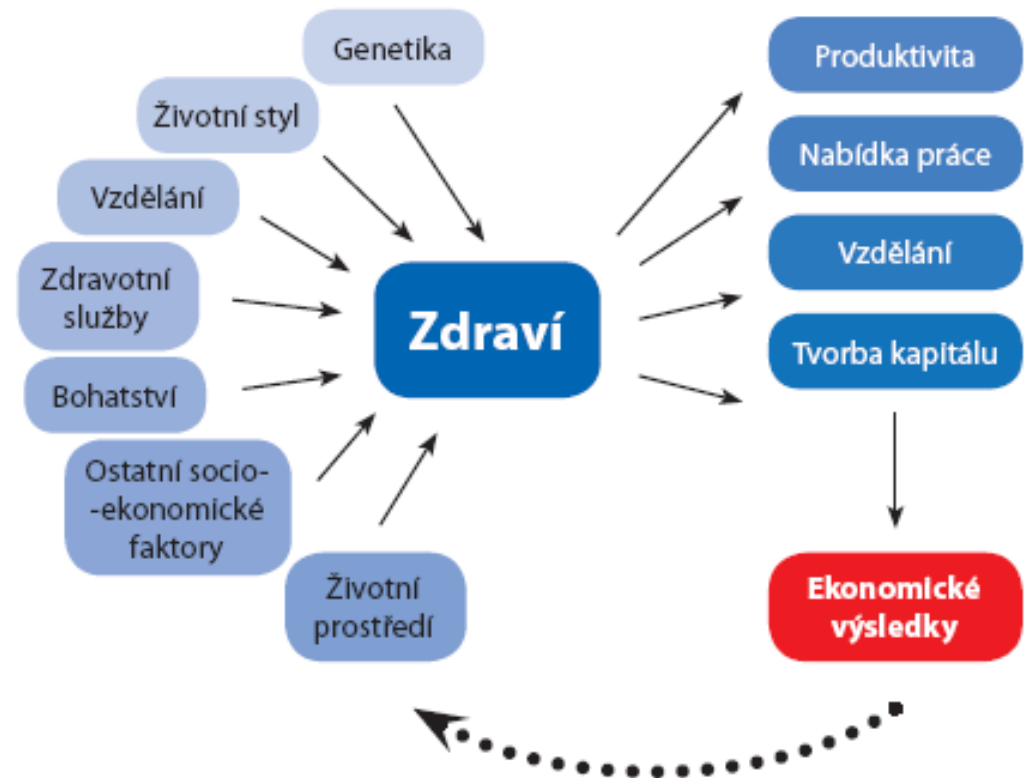 Genetika
Životní styl
Vzdělání
Zdravotní
služby
Bohatství
Ostatní socio-
-ekonomické
faktory
Životní
prostředí
Zdraví
Produktivita
Nabídka práce
Vzdělání
Tvorba kapitálu
Ekonomické
výsledky